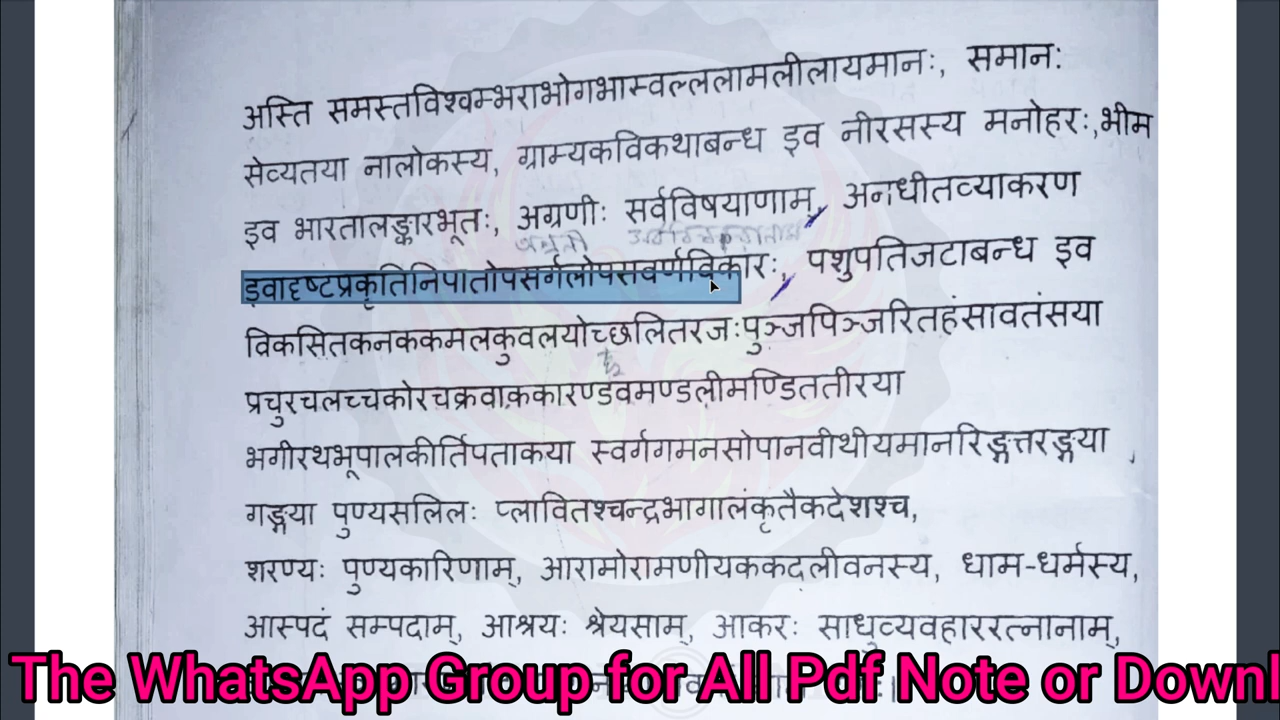 अस्ति समस्तविश्वम्भराभोगभास्वल्ललामलीलायमानः, समानः
सेव्यतया नालोकस्य, ग्राम्यकविकथाबन्ध इव नीरसस्य मनोहरः,भीम
इव भारतालङ्कारभूतः, अग्रणीः सर्वविषयाणाम्, अनधीतव्याकरण
इवादृष्टप्रकृतिनिपातोपसर्गलोपसवर्णविकारः, पशुपतिजटाबन्ध इव
विकसितकनककमलकुवलयोच्छलितरजःपुञ्जपिञ्जरितहंसावतंसया
प्रचुरचलच्चकोरचक्रवाककारण्डवमण्डलीमण्डिततीरया
भगीरथभूपालकीर्तिपताकया स्वर्गगमनसोपानवीथीयमानरिङ्गत्तरङ्गया
गङ्गया पुण्यसलिलः प्लावितश्चन्द्रभागालंकृतैकदेशश्च,
शरण्यः पुण्यकारिणाम्, आरामोरामणीयककदलीवनस्य, धाम-धर्मस्य,
आस्पदं सम्पदाम्, आश्रयः श्रेयसाम्, आकरः साधुव्यवहाररत्नानाम्,
The WhatsApp Group for All Pdf Note or Downl